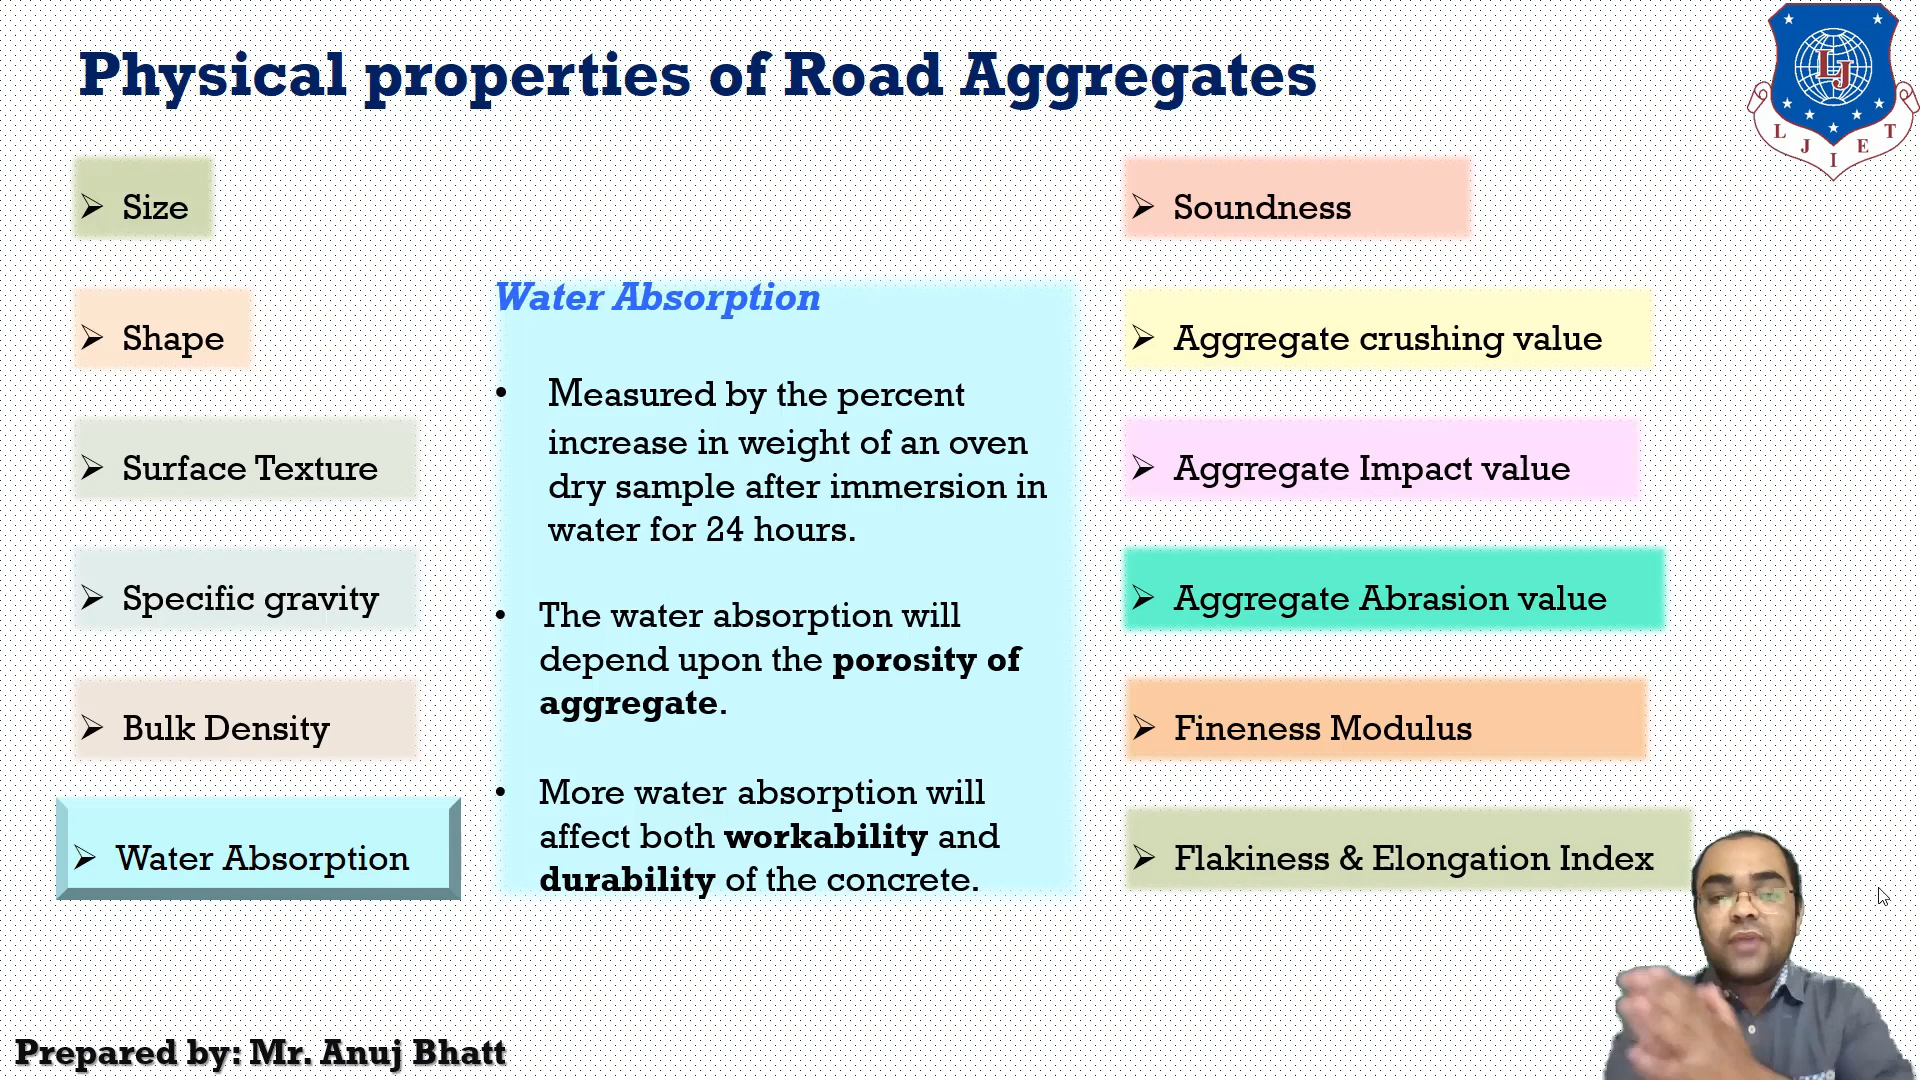 Physical properties of Road Aggregates
LJ
L J I E T
➢ Size
➢ Shape
➢ Surface Texture
➢ Specific gravity
➢ Bulk Density
➢ Water Absorption
Water Absorption
• Measured by the percent
increase in weight of an oven
dry sample after immersion in
water for 24 hours.
• The water absorption will
depend upon the porosity of
aggregate.
• More water absorption will
affect both workability and
durability of the concrete.
➢ Soundness
➢ Aggregate crushing value
➢ Aggregate Impact value
➢ Aggregate Abrasion value
➢ Fineness Modulus
➢ Flakiness & Elongation Index
Prepared by: Mr. Anuj Bhatt